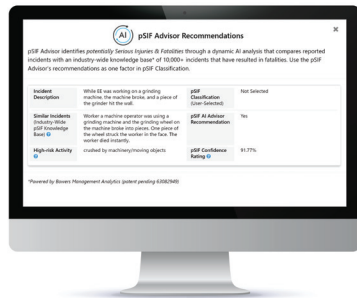 AI pSIF Advisor Recommendations
pSIF Advisor identifies potentially Serious Injuries & Fatalities through a dynamic AI analysis that compares reported
incidents with an industry-wide knowledge base* of 10,000+ incidents that have resulted in fatalities. Use the pSIF
Advisor's recommendations as one factor in pSIF Classification.
Incident
Description
While EE was working on a grinding
machine, the machine broke, and a piece of
the grinder hit the wall.
pSIF
Classification
(User-Selected)
Not Selected
Similar Incidents
(Industry-Wide
pSIF Knowledge
Base)
Worker a machine operator was using a
grinding machine and the grinding wheel on
the machine broke into pieces. One piece of
the wheel struck the worker in the face. The
worker died instantly.
pSIF AI Advisor
Recommendation
Yes
High-risk Activity
crushed by machinery/moving objects
pSIF Confidence
Rating
91.77%
*Powered by Bowers Management Analytics (patent pending 63082949)